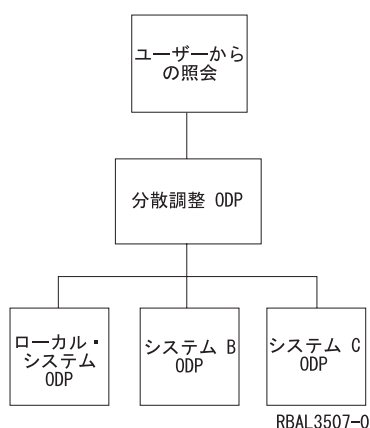 ユーザーから
の照会
分散調整 ODP
ローカル・
システム
ODP
システム B
ODP
システム C
ODP
RBAL3507-0